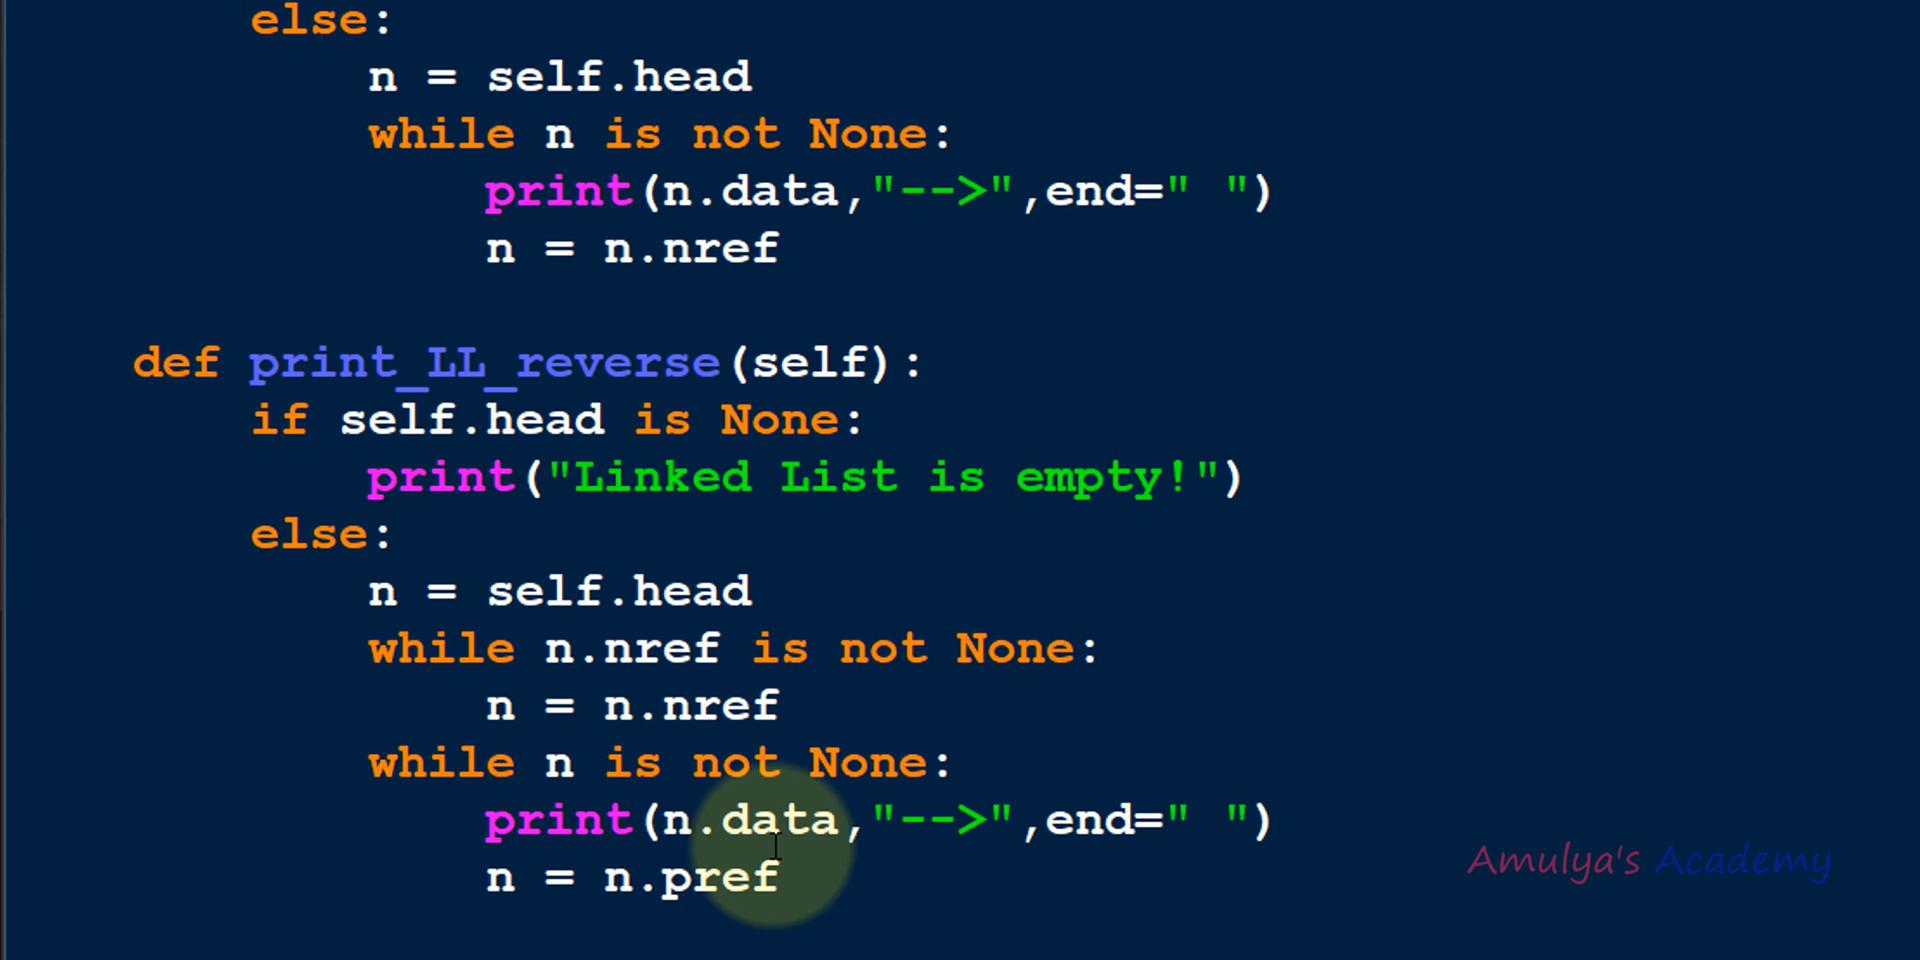 else:
n = self.head
while n is not None:
print(n.data,"-->",end=" ")
n = n.nref
def print_LL_reverse(self):
if self.head is None:
print("Linked List is empty!")
else:
n = self.head
while n.nref is not None:
n = n.nref
while n is not None:
print(n.data,"-->",end=" ")
n = n.pref
Amulya's Academy